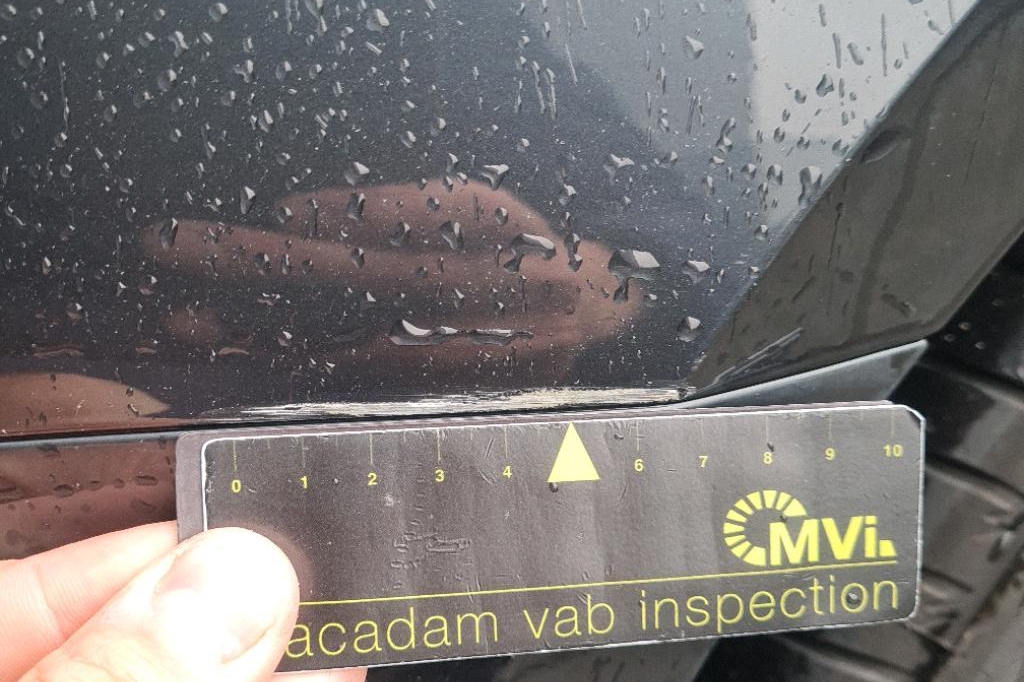 0 1 2 3 4 6 7 8 9 10
MVi.
acadam vab inspection